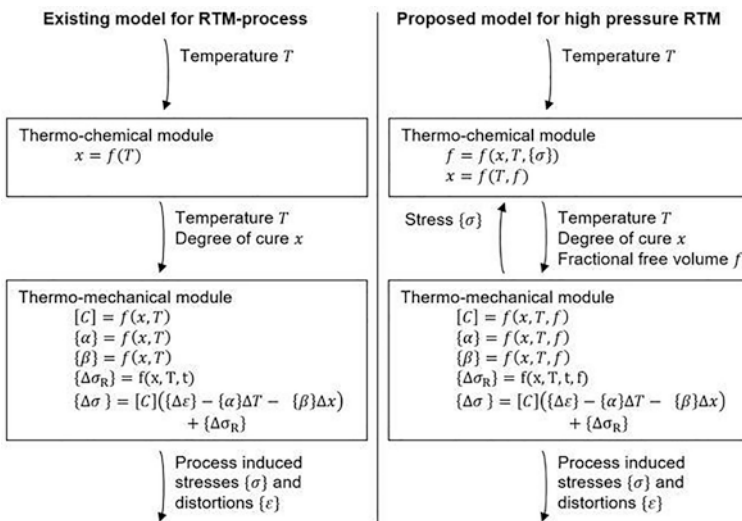 Existing model for RTM-process
Temperature T
Thermo-chemical module
x = f(T)
Temperature T
Degree of cure x
Thermo-mechanical module
[C] = f(x, T)
{α} = f(x, T)
{β} = f(x, T)
{Δσ_R} = f(x, T, t)
{Δσ } = [C]({Δε} − {α}ΔT − {β}Δx)
+ {Δσ_R}
Process induced
stresses {σ} and
distortions {ε}
Proposed model for high pressure RTM
Temperature T
Thermo-chemical module
f = f(x, T, {σ})
x = f(T, f)
Stress {σ}
Temperature T
Degree of cure x
Fractional free volume f
Thermo-mechanical module
[C] = f(x, T, f)
{α} = f(x, T, f)
{β} = f(x, T, f)
{Δσ_R} = f(x, T, t, f)
{Δσ } = [C]({Δε} − {α}ΔT − {β}Δx)
+ {Δσ_R}
Process induced
stresses {σ} and
distortions {ε}